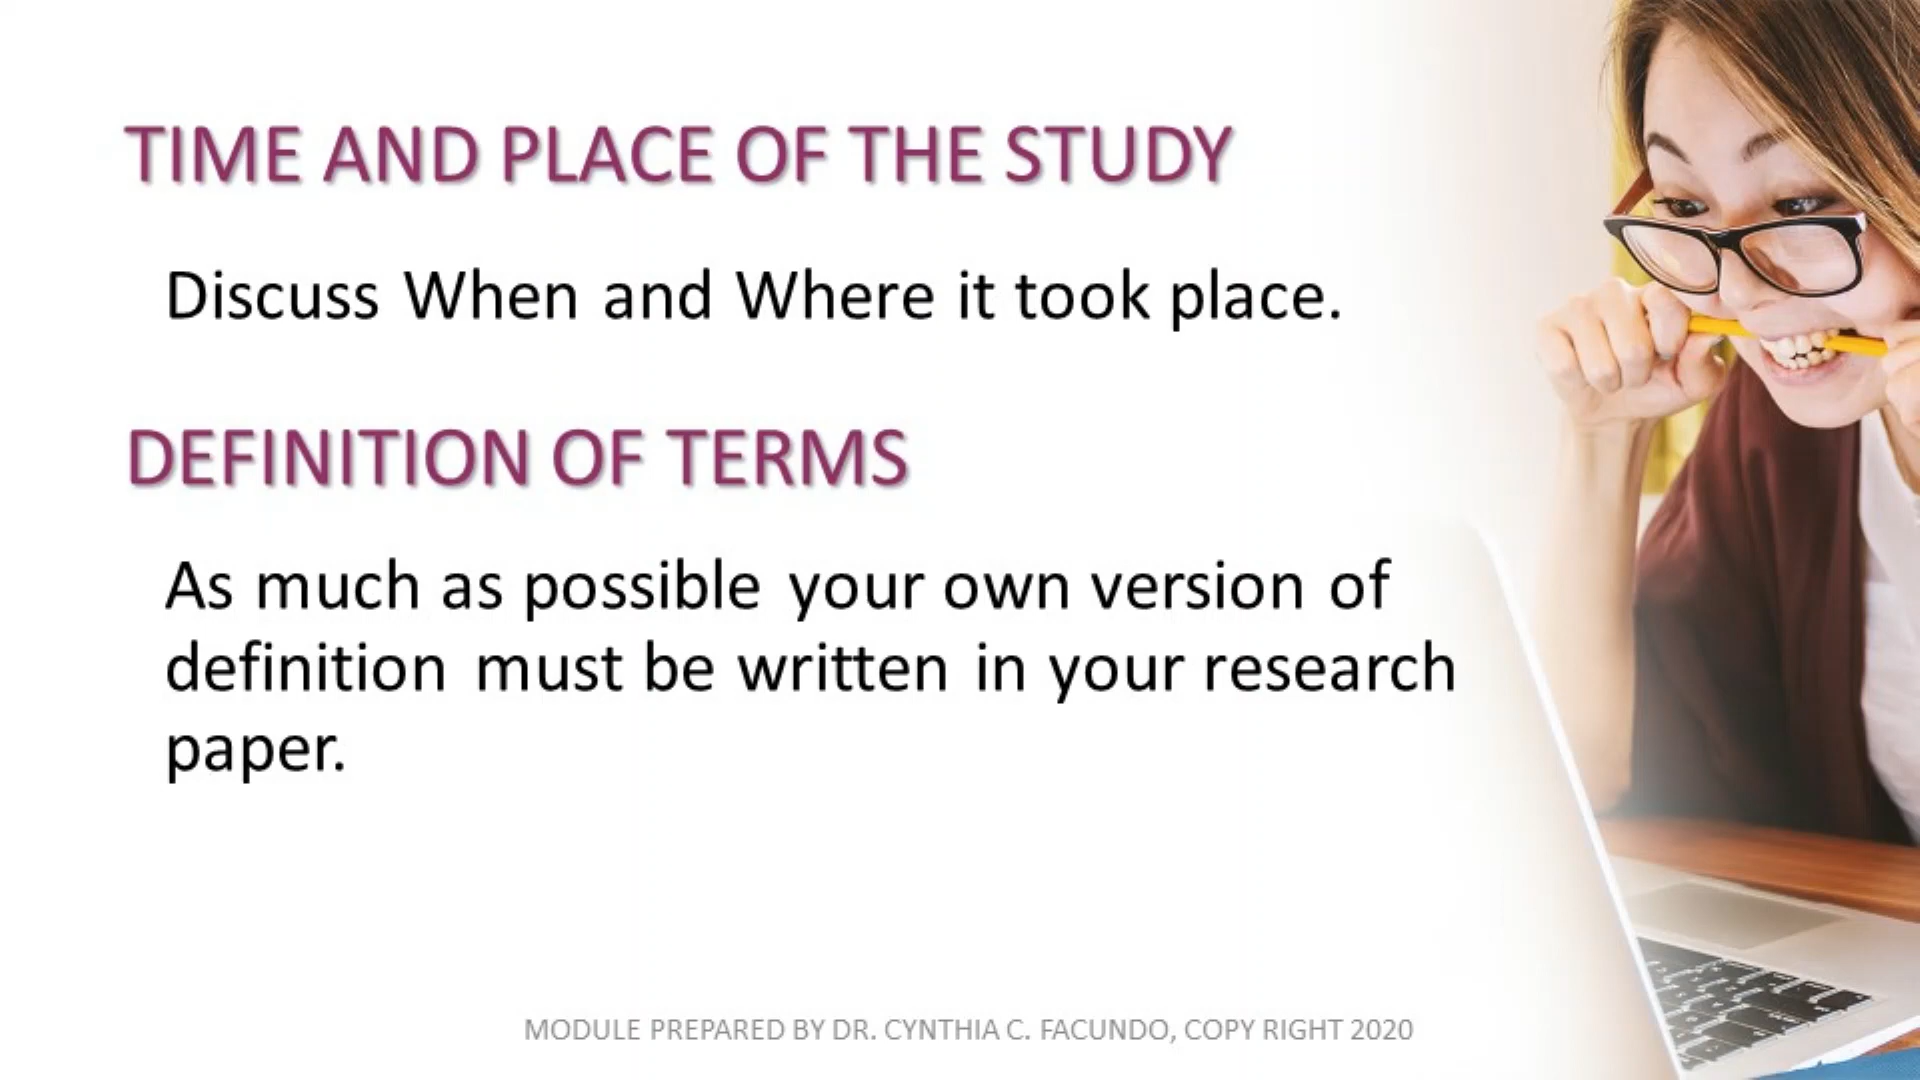 TIME AND PLACE OF THE STUDY
Discuss When and Where it took place.
DEFINITION OF TERMS
As much as possible your own version of
definition must be written in your research
paper.
MODULE PREPARED BY DR. CYNTHIA C. FACUNDO, COPY RIGHT 2020